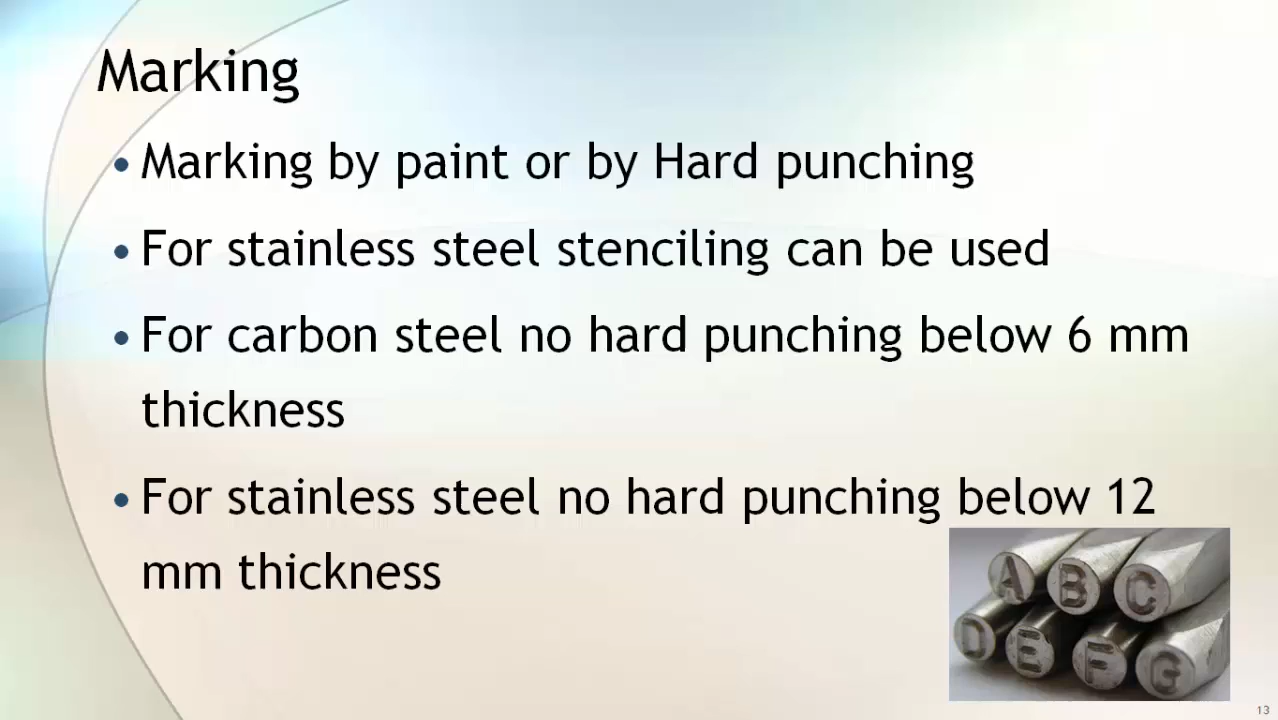 Marking
• Marking by paint or by Hard punching
• For stainless steel stenciling can be used
• For carbon steel no hard punching below 6 mm
thickness
• For stainless steel no hard punching below 12
mm thickness
A B C
D E F G
13